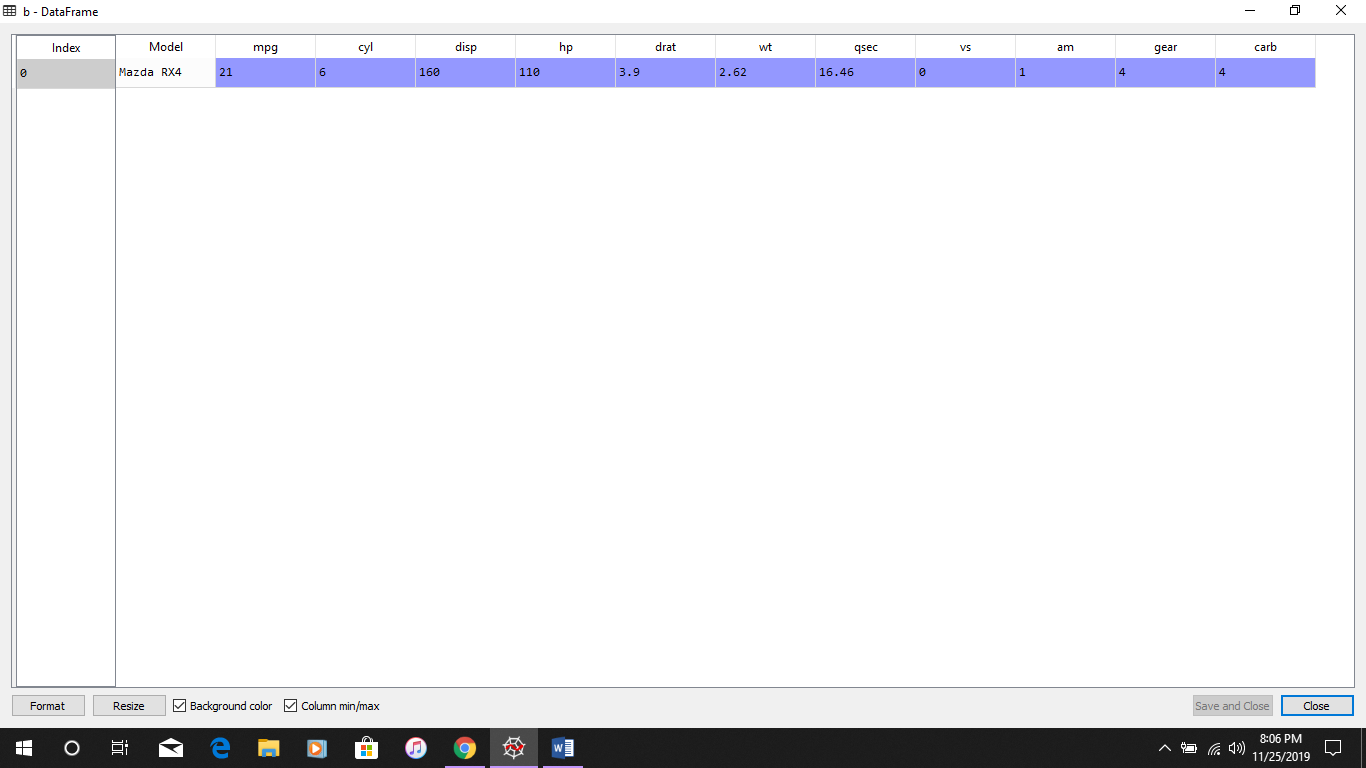 b - DataFrame
Index Model mpg cyl disp hp drat wt qsec vs am gear carb
0 Mazda RX4 21 6 160 110 3.9 2.62 16.46 0 1 4 4
Format Resize Background color Column min/max Save and Close Close
8:06 PM
11/25/2019